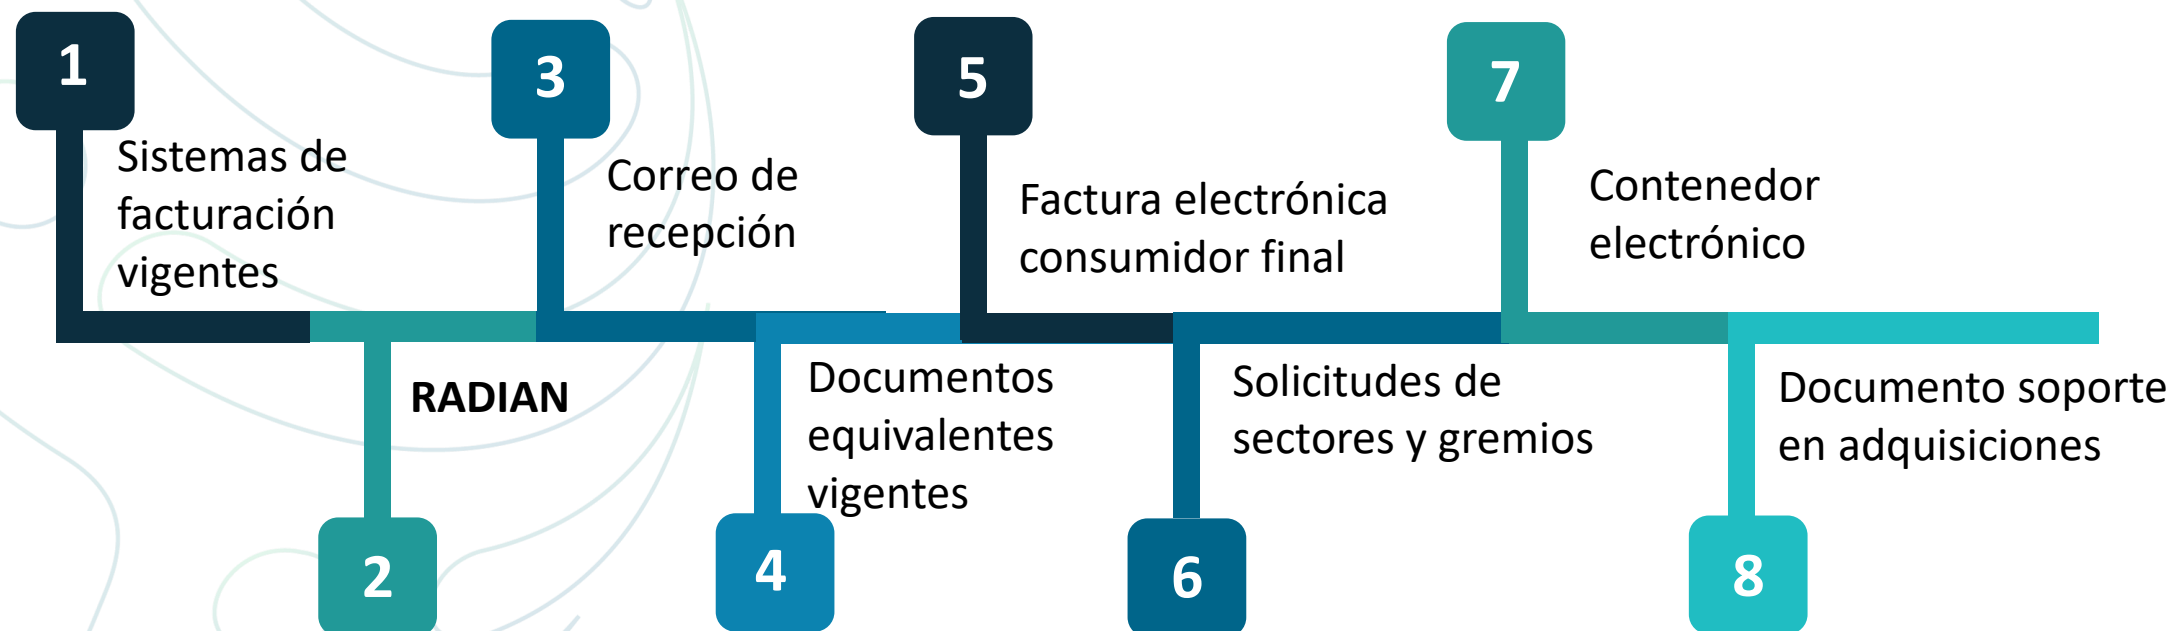 1
Sistemas de
facturación
vigentes
2
RADIAN
3
Correo de
recepción
4
Documentos
equivalentes
vigentes
5
Factura electrónica
consumidor final
6
Solicitudes de
sectores y gremios
7
Contenedor
electrónico
8
Documento soporte
en adquisiciones